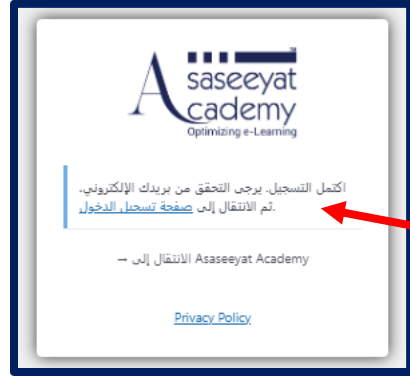 Asaseeyat
Academy
Optimizing e-Learning
اكتمل التسجيل. يرجى التحقق من بريدك الإلكتروني،
ثم الانتقال إلى صفحة تسجيل الدخول.
→ الانتقال إلى Asaseeyat Academy
Privacy Policy